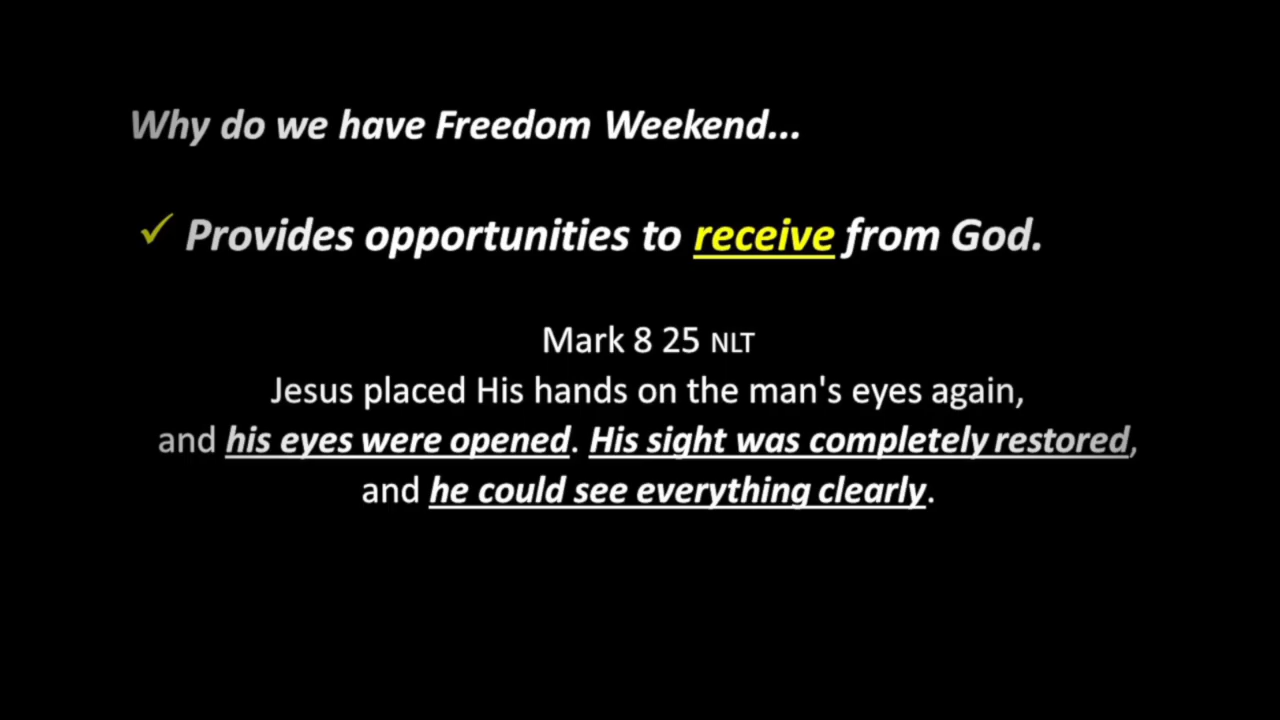 Why do we have Freedom Weekend...
✓ Provides opportunities to receive from God.
Mark 8 25 NLT
Jesus placed His hands on the man's eyes again,
and his eyes were opened. His sight was completely restored,
and he could see everything clearly.